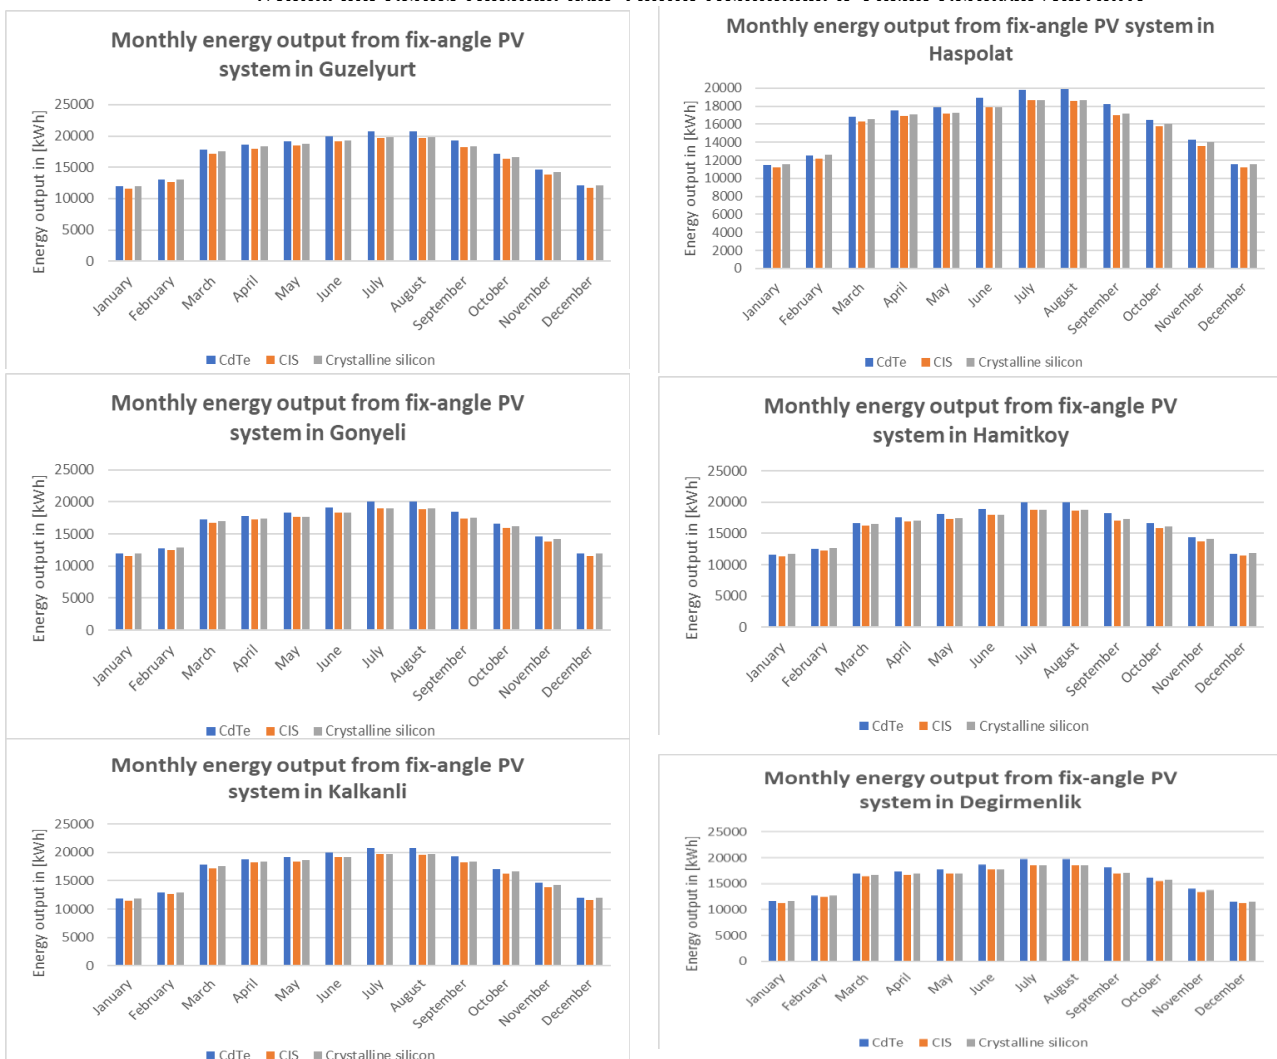 Monthly energy output from fix-angle PV
system in Guzelyurt
Energy output in [kWh]
25000
20000
15000
10000
5000
0
January
February
March
April
May
June
July
August
September
October
November
December
CdTe CIS Crystalline silicon
Monthly energy output from fix-angle PV system in
Haspolat
Energy output in [kWh]
20000
18000
16000
14000
12000
10000
8000
6000
4000
2000
0
January
February
March
April
May
June
July
August
September
October
November
December
CdTe CIS Crystalline silicon
Monthly energy output from fix-angle PV
system in Gonyeli
Energy output in [kWh]
25000
20000
15000
10000
5000
0
January
February
March
April
May
June
July
August
September
October
November
December
CdTe CIS Crystalline silicon
Monthly energy output from fix-angle PV
system in Hamitkoy
Energy output in [kWh]
25000
20000
15000
10000
5000
0
January
February
March
April
May
June
July
August
September
October
November
December
CdTe CIS Crystalline silicon
Monthly energy output from fix-angle PV
system in Kalkanli
Energy output in [kWh]
25000
20000
15000
10000
5000
0
January
February
March
April
May
June
July
August
September
October
November
December
CdTe CIS Crystalline silicon
Monthly energy output from fix-angle PV
system in Degirmenlik
Energy output in [kWh]
25000
20000
15000
10000
5000
0
January
February
March
April
May
June
July
August
September
October
November
December
CdTe CIS Crystalline silicon